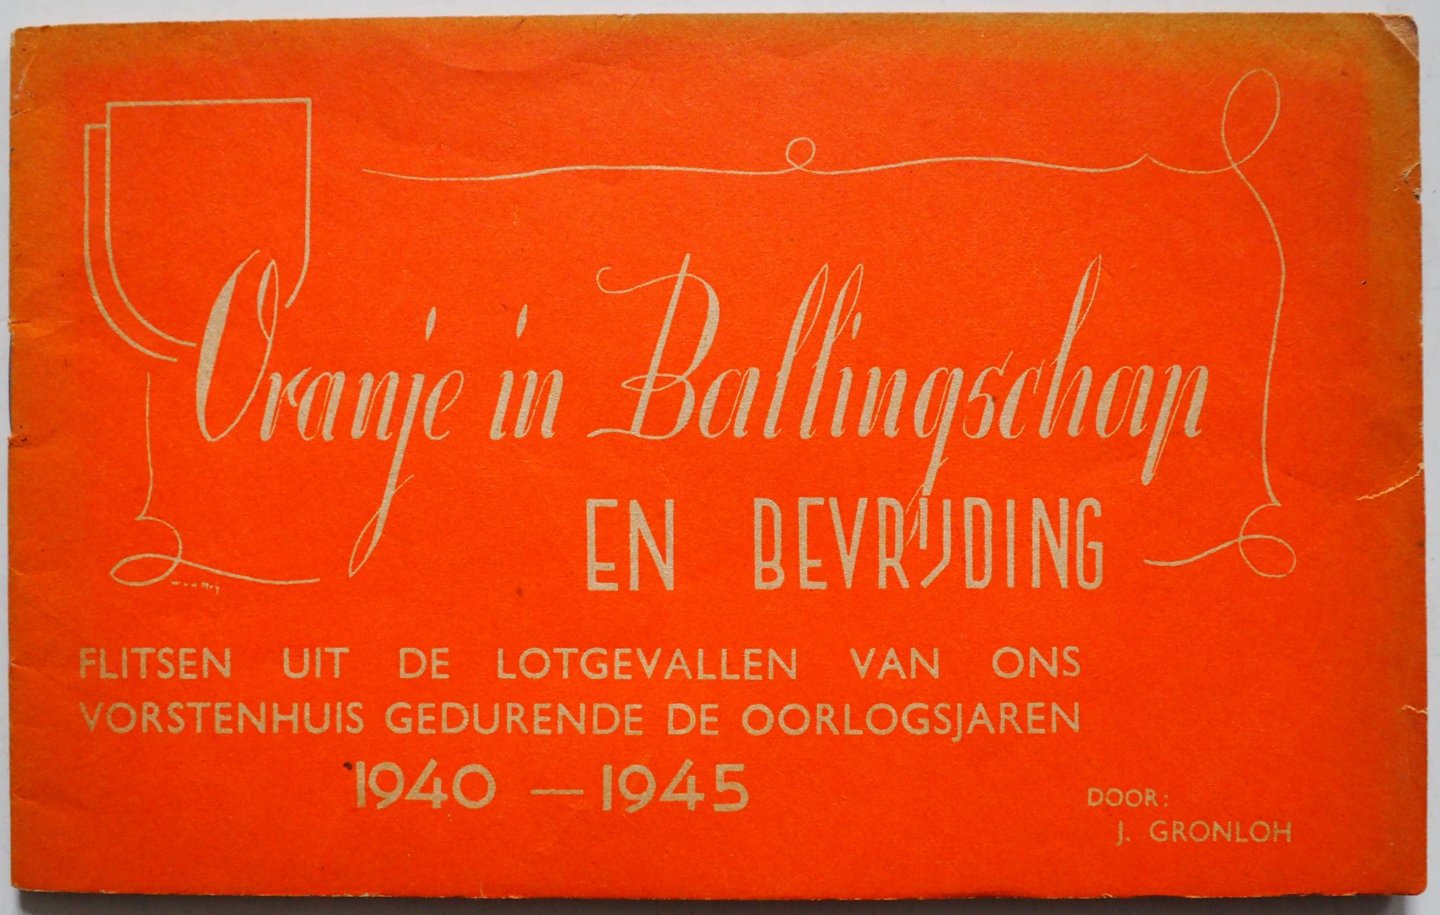 Oranje in Ballingschap
EN BEVRIJDING
FLITSEN UIT DE LOTGEVALLEN VAN ONS
VORSTENHUIS GEDURENDE DE OORLOGSJAREN
1940 — 1945
DOOR:
J. GRONLOH